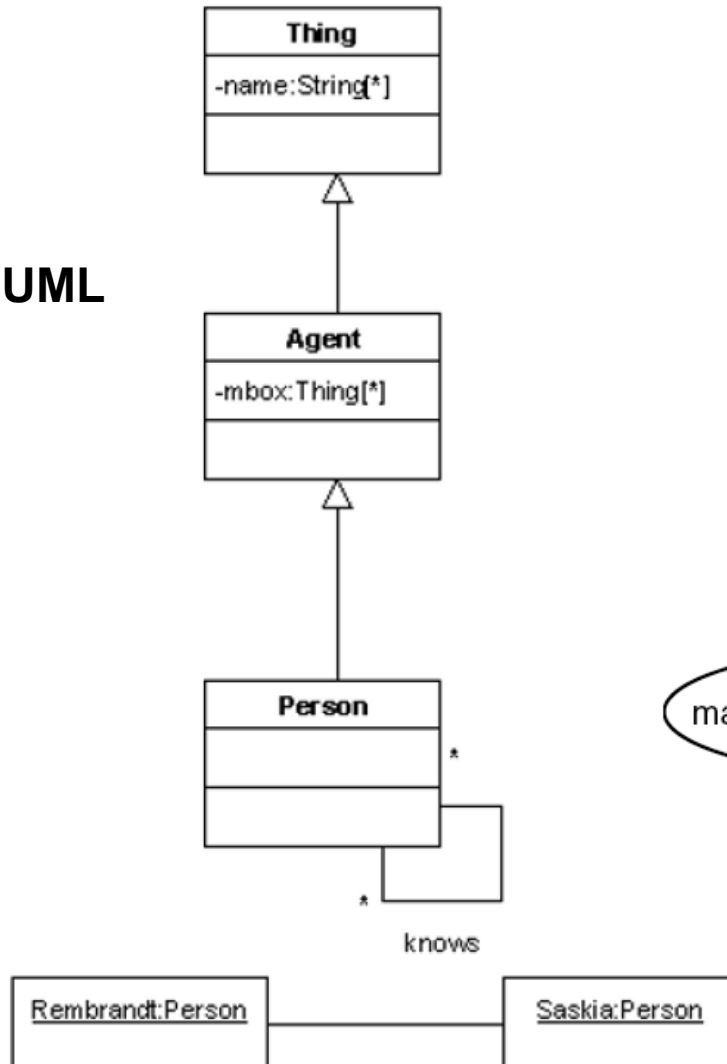 Thing
-name:String[*]
UML
Agent
-mbox:Thing[*]
Person
*
*
knows
Rembrandt:Person
Saskia:Person